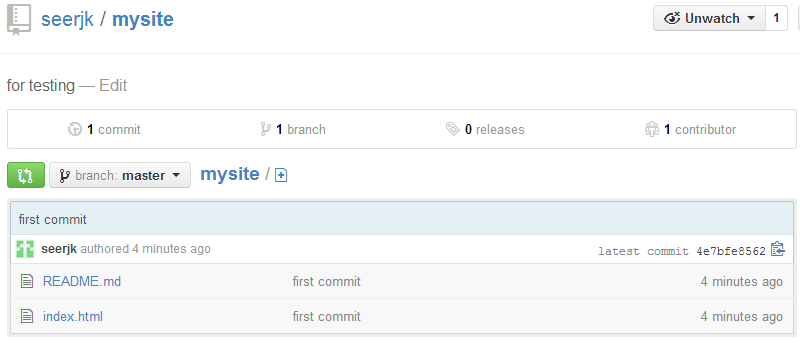 seerjk / mysite
Unwatch 1
for testing — Edit
1 commit 1 branch 0 releases 1 contributor
branch: master mysite /
first commit
seerjk authored 4 minutes ago latest commit 4e7bfe8562
README.md first commit 4 minutes ago
index.html first commit 4 minutes ago